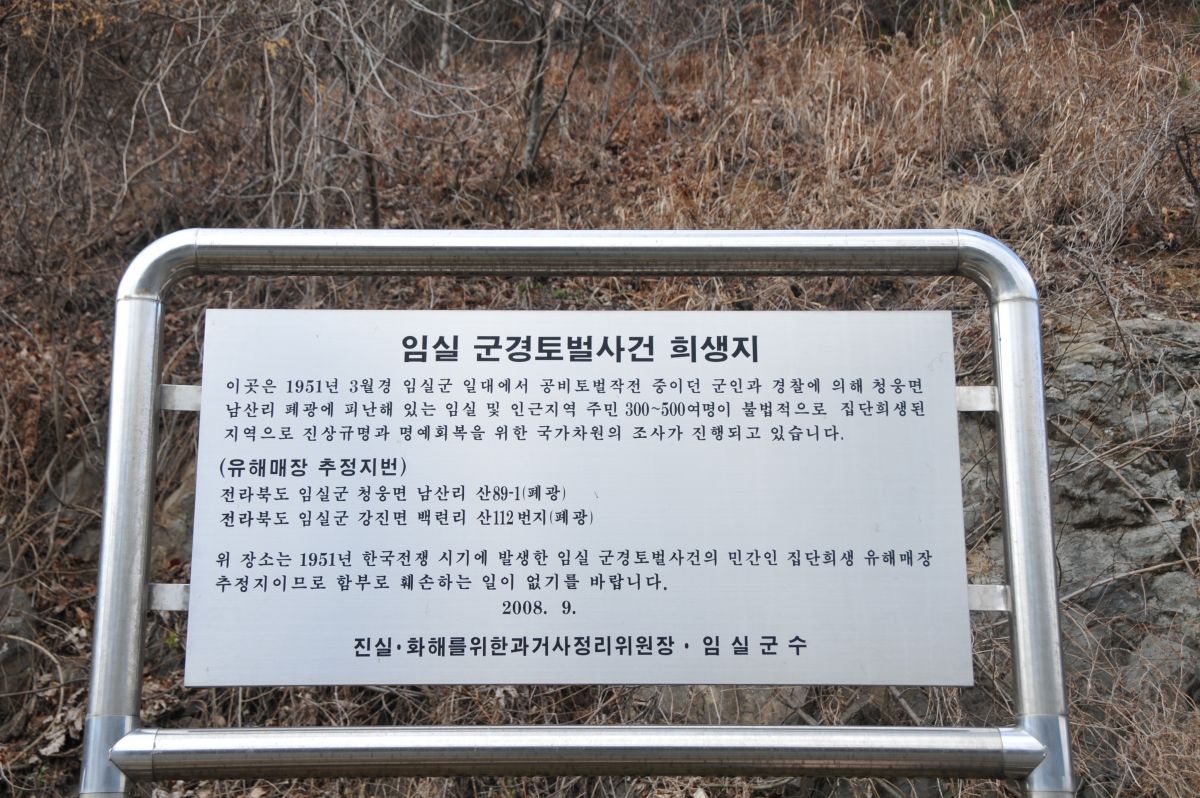 임실 군경토벌사건 희생지
이곳은 1951년 3월경 임실군 일대에서 공비토벌작전 중이던 군인과 경찰에 의해 청웅면
남산리 폐광에 피난해 있는 임실 및 인근지역 주민 300~500여명이 불법적으로 집단희생된
지역으로 진상규명과 명예회복을 위한 국가차원의 조사가 진행되고 있습니다.
(유해매장 추정지번)
전라북도 임실군 청웅면 남산리 산89-1(폐광)
전라북도 임실군 강진면 백련리 산112번지(폐광)
위 장소는 1951년 한국전쟁 시기에 발생한 임실 군경토벌사건의 민간인 집단희생 유해매장
추정지이므로 함부로 훼손하는 일이 없기를 바랍니다.
2008. 9.
진실·화해를위한과거사정리위원장· 임 실 군 수